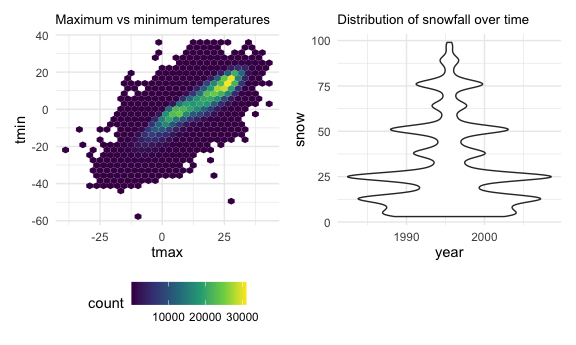 Maximum vs minimum temperatures
40
20
0
-20
-40
-60
tmin
-25 0 25
tmax
count
10000 20000 30000
Distribution of snowfall over time
100
75
50
25
0
snow
1990 2000
year